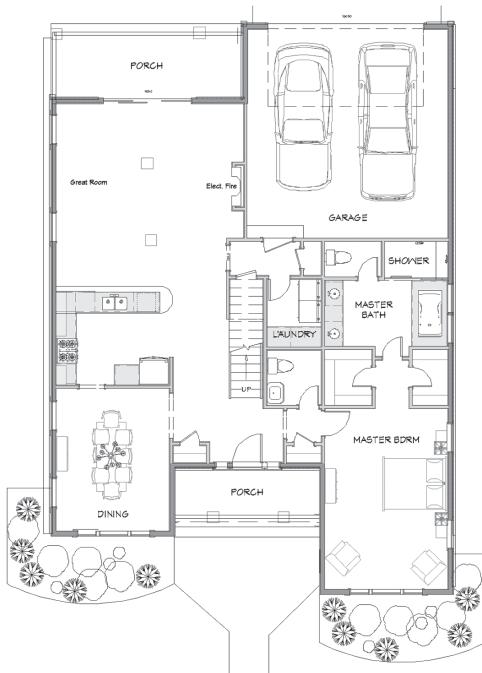 PORCH
Great Room
Elect. Fire
GARAGE
SHOWER
MASTER
BATH
LAUNDRY
UP
MASTER BDRM
PORCH
DINING